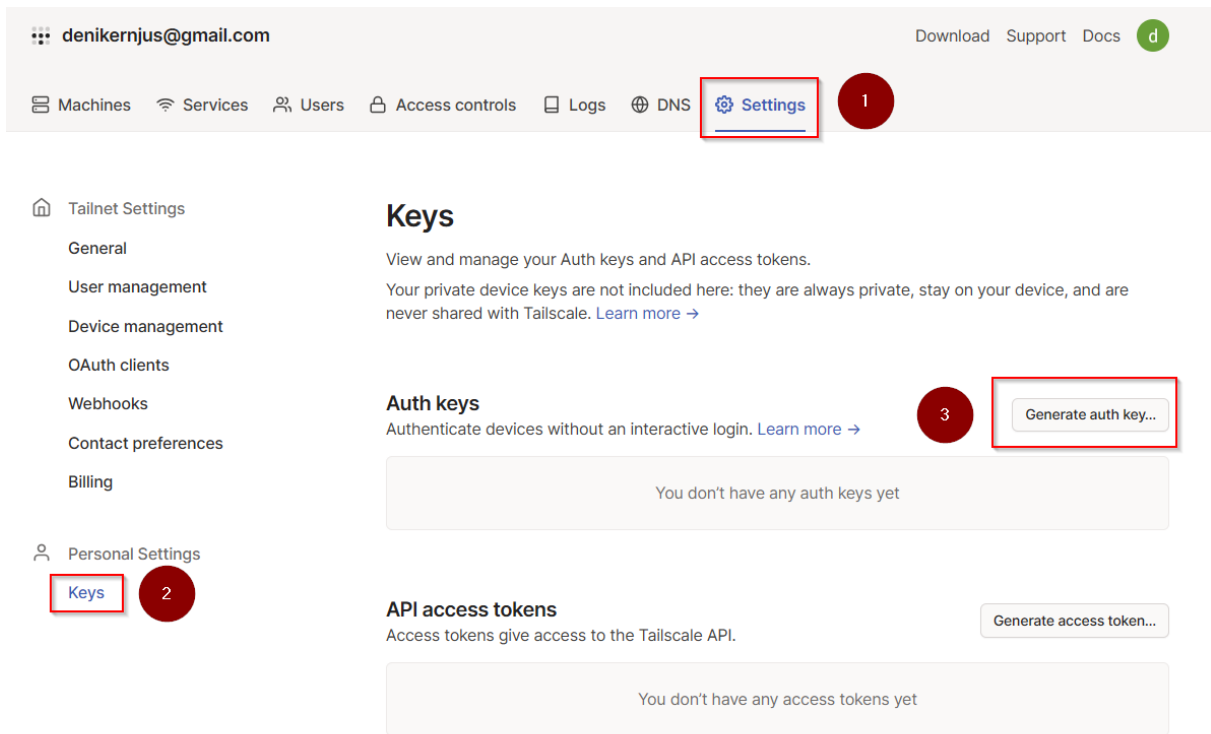 denikernjus@gmail.com
Download Support Docs d
Machines Services Users Access controls Logs DNS Settings 1
Tailnet Settings
General
User management
Device management
OAuth clients
Webhooks
Contact preferences
Billing
Personal Settings
Keys 2
Keys
View and manage your Auth keys and API access tokens.
Your private device keys are not included here: they are always private, stay on your device, and are
never shared with Tailscale. Learn more →
Auth keys
Authenticate devices without an interactive login. Learn more →
3 Generate auth key...
You don’t have any auth keys yet
API access tokens
Access tokens give access to the Tailscale API.
Generate access token...
You don’t have any access tokens yet